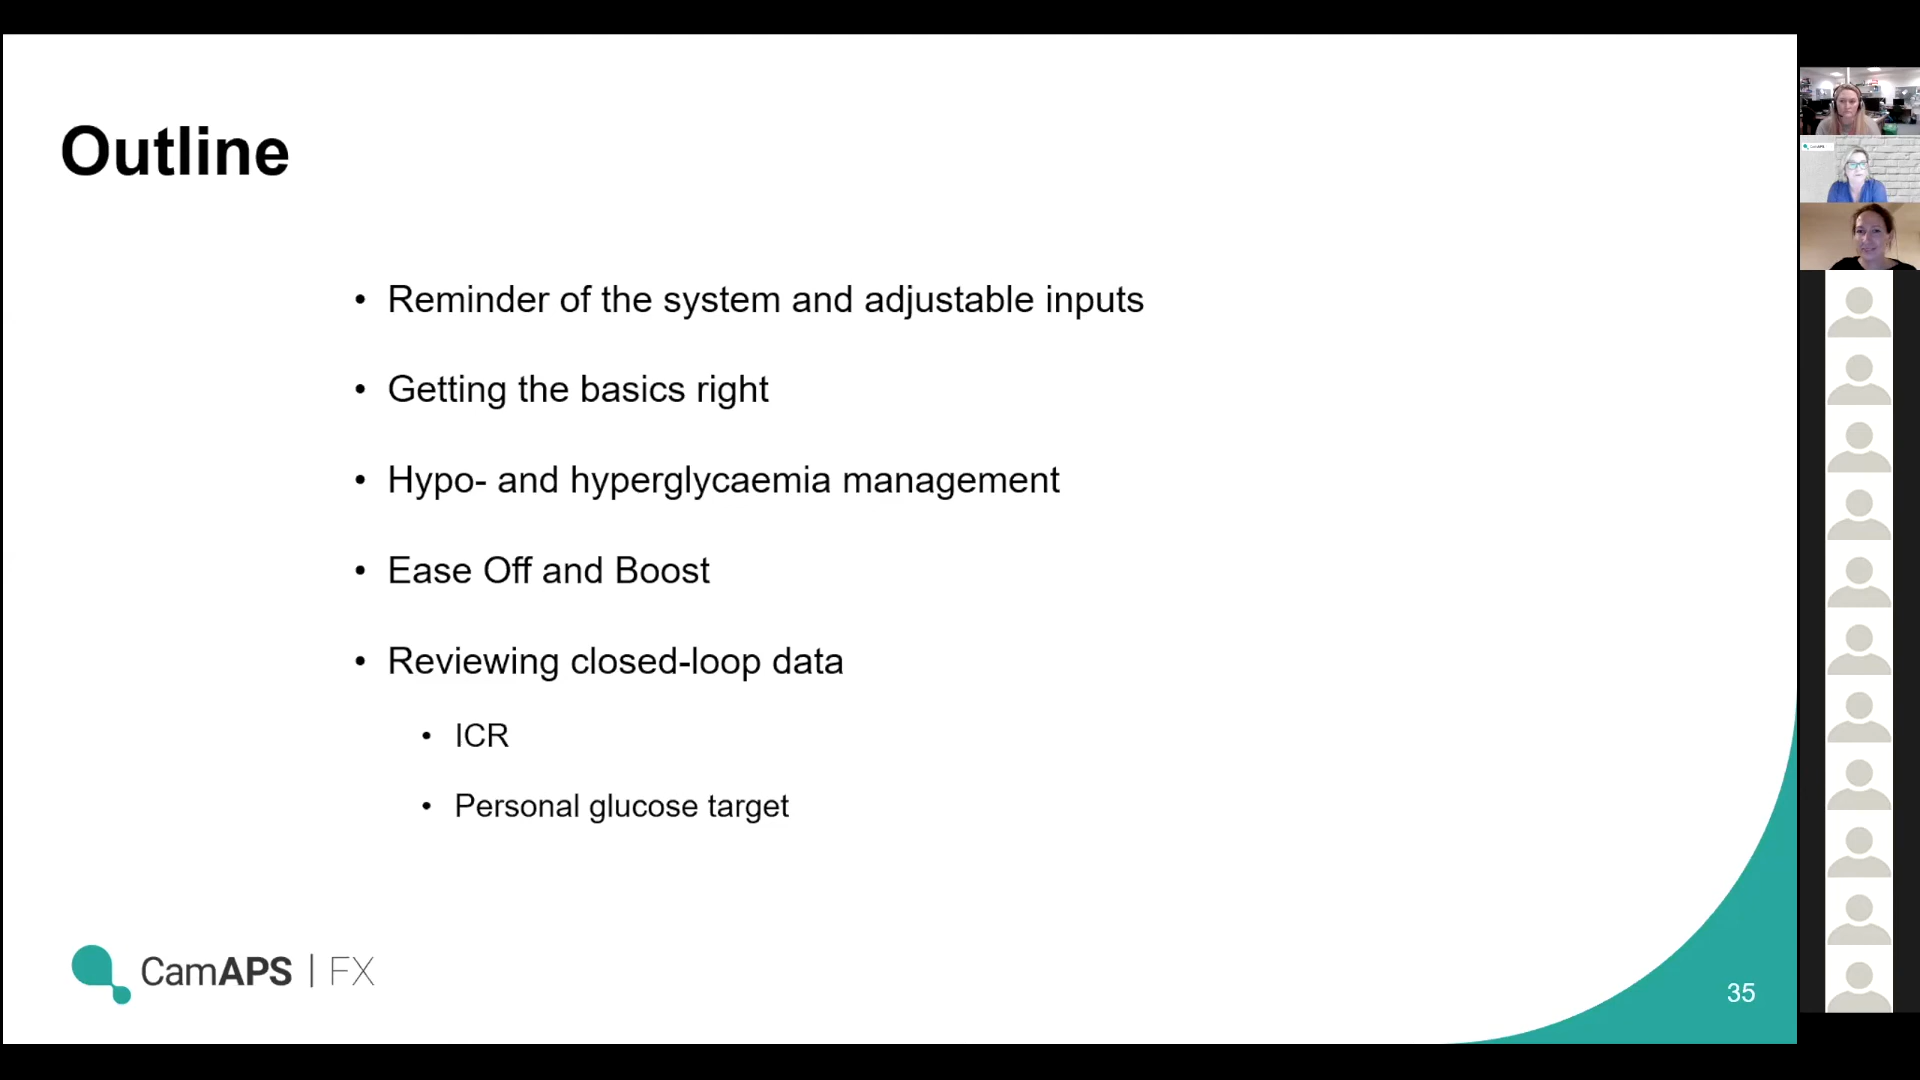 Outline
• Reminder of the system and adjustable inputs
• Getting the basics right
• Hypo- and hyperglycaemia management
• Ease Off and Boost
• Reviewing closed-loop data
• ICR
• Personal glucose target
CamAPS | FX
35